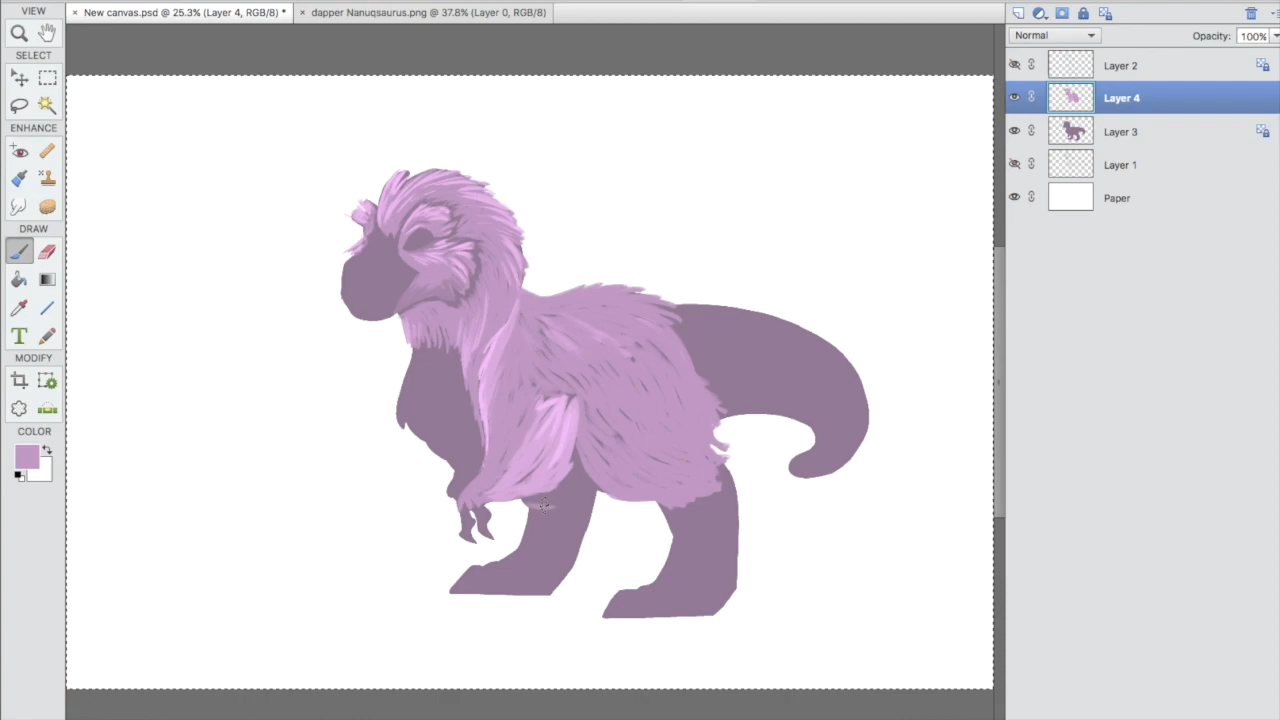 VIEW
× New canvas.psd @ 25.3% (Layer 4, RGB/8) *
× dapper Nanuqsaurus.png @ 37.8% (Layer 0, RGB/8)
SELECT
ENHANCE
DRAW
T
MODIFY
COLOR
Normal
Opacity: 100%
Layer 2
Layer 4
Layer 3
Layer 1
Paper